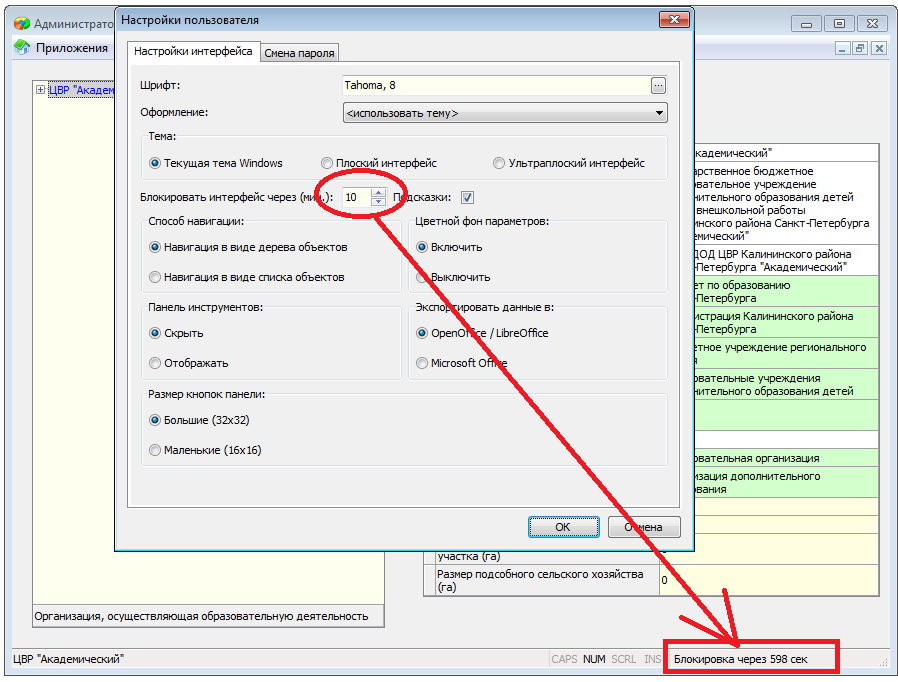 Администрато
Приложения
Настройки пользователя
Настройки интерфейса
Смена пароля
Шрифт:
Tahoma, 8
...
Оформление:
<использовать тему>
Тема:
Текущая тема Windows
Плоский интерфейс
Ультраплоский интерфейс
Блокировать интерфейс через (мин.):
10
Подсказки:
Способ навигации:
Навигация в виде дерева объектов
Навигация в виде списка объектов
Цветной фон параметров:
Включить
Выключить
Панель инструментов:
Скрыть
Отображать
Экспортировать данные в:
OpenOffice / LibreOffice
Microsoft Office
Размер кнопок панели:
Большие (32x32)
Маленькие (16x16)
OK
Отмена
ЦВР "Академ
кадемический"
арственное бюджетное
овательное учреждение
нительного образования детей
внешкольной работы
инского района Санкт-Петербурга
емический"
ДОД ЦВР Калининского района
-Петербурга "Академический"
ет по образованию
-Петербурга
нистрация Калининского района
-Петербурга
етное учреждение регионального
я
овательные учреждения
нительного образования детей
овательная организация
изация дополнительного
ования
участка (га)
Размер подсобного сельского хозяйства
(га)
0
Организация, осуществляющая образовательную деятельность
ЦВР "Академический"
CAPS NUM SCRL INS
Блокировка через 598 сек